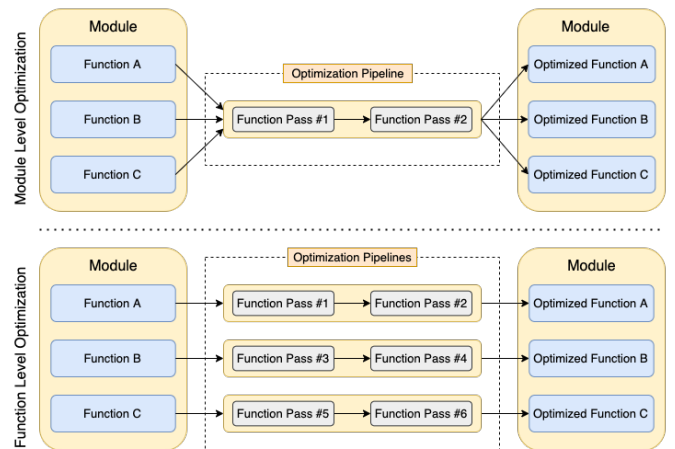 Module Level Optimization
Module
Function A
Function B
Function C
Optimization Pipeline
Function Pass #1
Function Pass #2
Module
Optimized Function A
Optimized Function B
Optimized Function C
Function Level Optimization
Module
Function A
Function B
Function C
Optimization Pipelines
Function Pass #1
Function Pass #2
Function Pass #3
Function Pass #4
Function Pass #5
Function Pass #6
Module
Optimized Function A
Optimized Function B
Optimized Function C